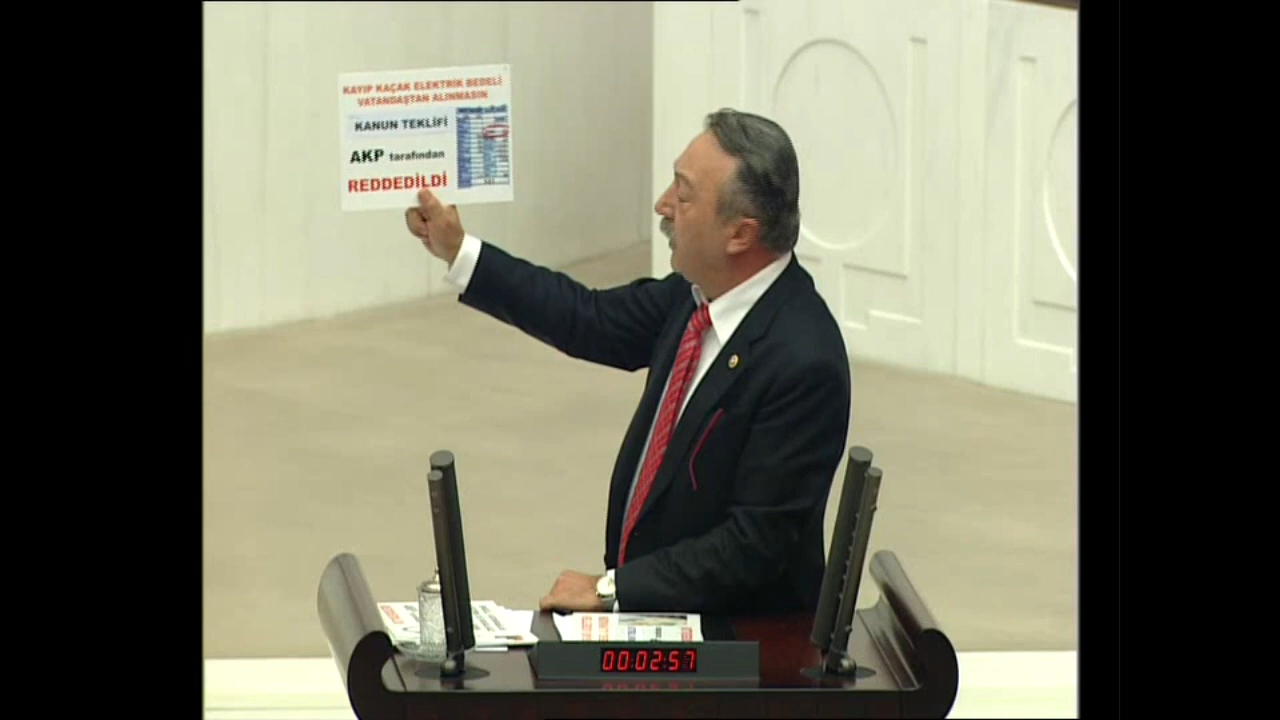 KAYIP KAÇAK ELEKTRİK BEDELİ
VATANDAŞTAN ALINMASIN
KANUN TEKLİFİ
AKP tarafından
REDDEDİLDİ
00:02:57